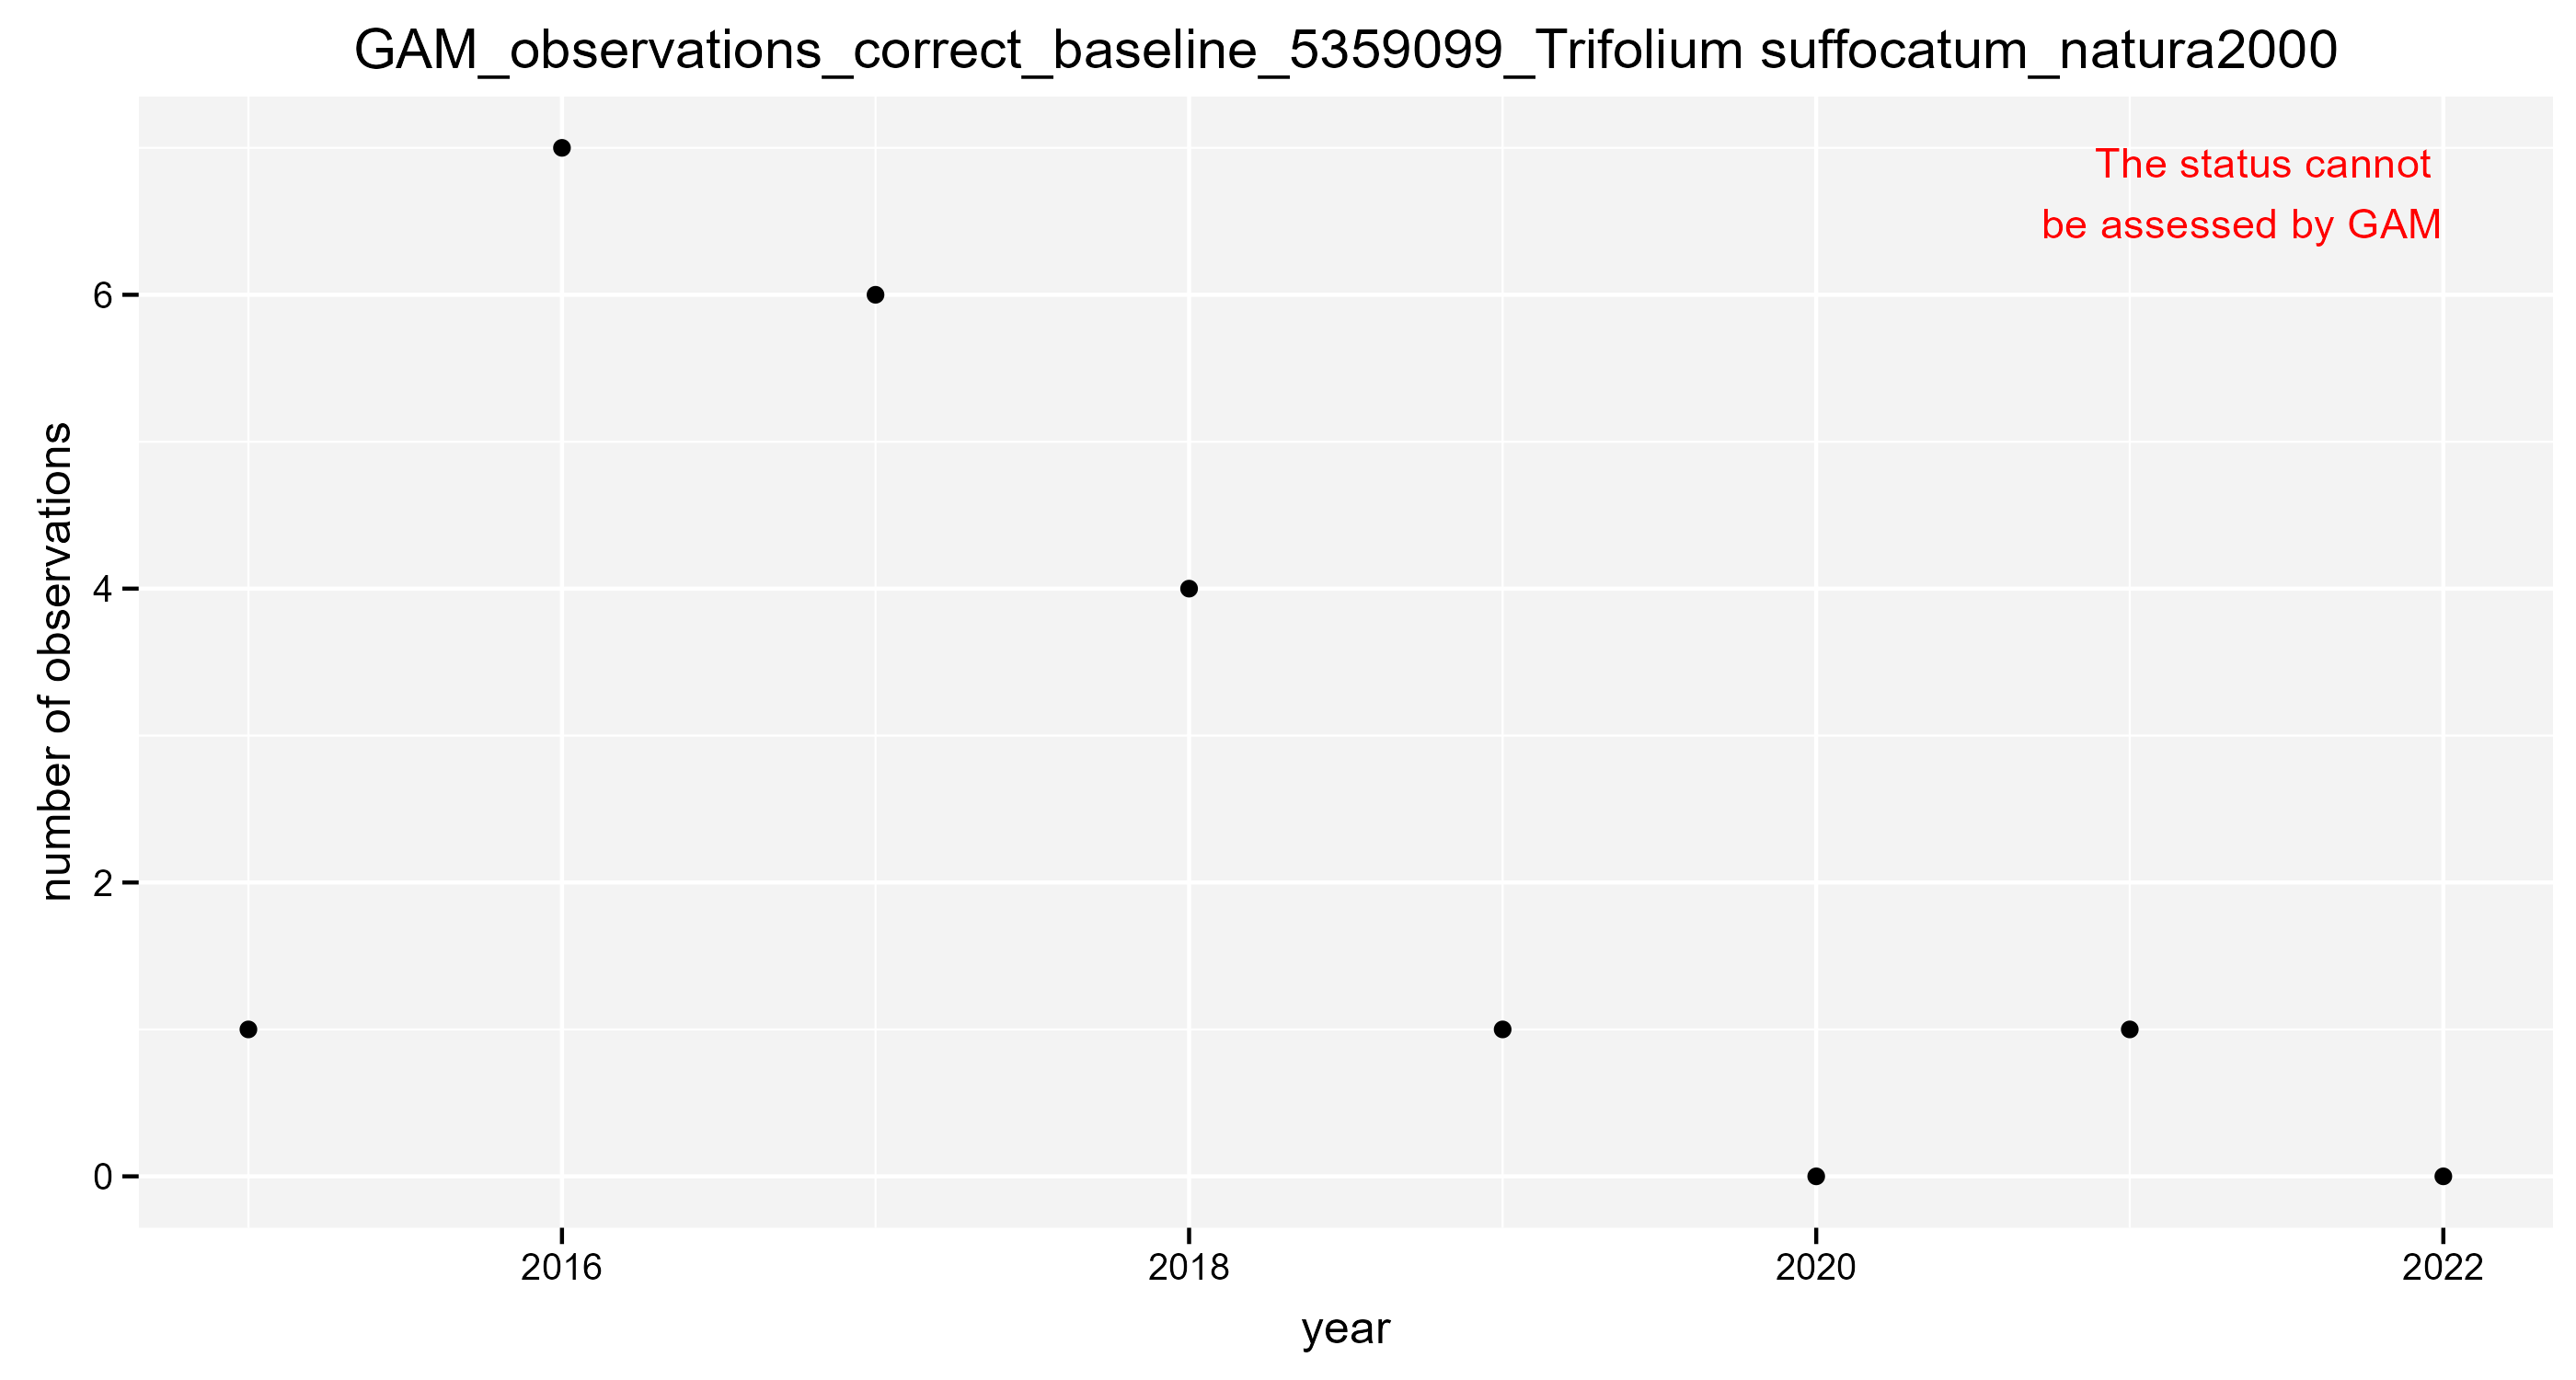 GAM_observations_correct_baseline_5359099_Trifolium suffocatum_natura2000
The status cannot
be assessed by GAM
number of observations
6
4
2
0
2016
2018
2020
2022
year